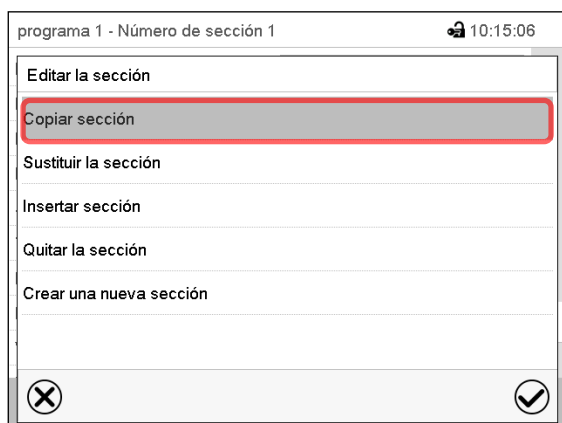 programa 1 - Número de sección 1 10:15:06
Editar la sección
Copiar sección
Sustituir la sección
Insertar sección
Quitar la sección
Crear una nueva sección